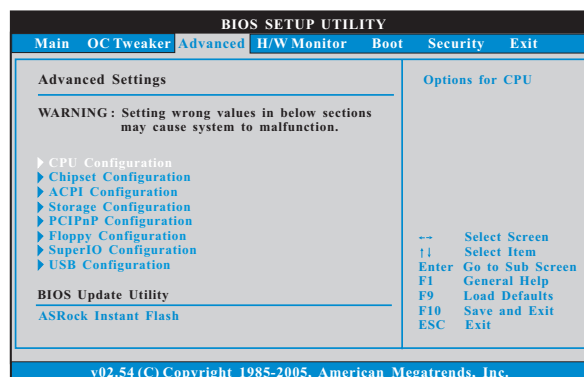 BIOS SETUP UTILITY
Main OC Tweaker Advanced H/W Monitor Boot Security Exit
Advanced Settings
WARNING : Setting wrong values in below sections
may cause system to malfunction.
CPU Configuration
Chipset Configuration
ACPI Configuration
Storage Configuration
PCIPnP Configuration
Floppy Configuration
SuperIO Configuration
USB Configuration
BIOS Update Utility
ASRock Instant Flash
Options for CPU
←→ Select Screen
↑↓ Select Item
Enter Go to Sub Screen
F1 General Help
F9 Load Defaults
F10 Save and Exit
ESC Exit
v02.54 (C) Copyright 1985-2005, American Megatrends, Inc.